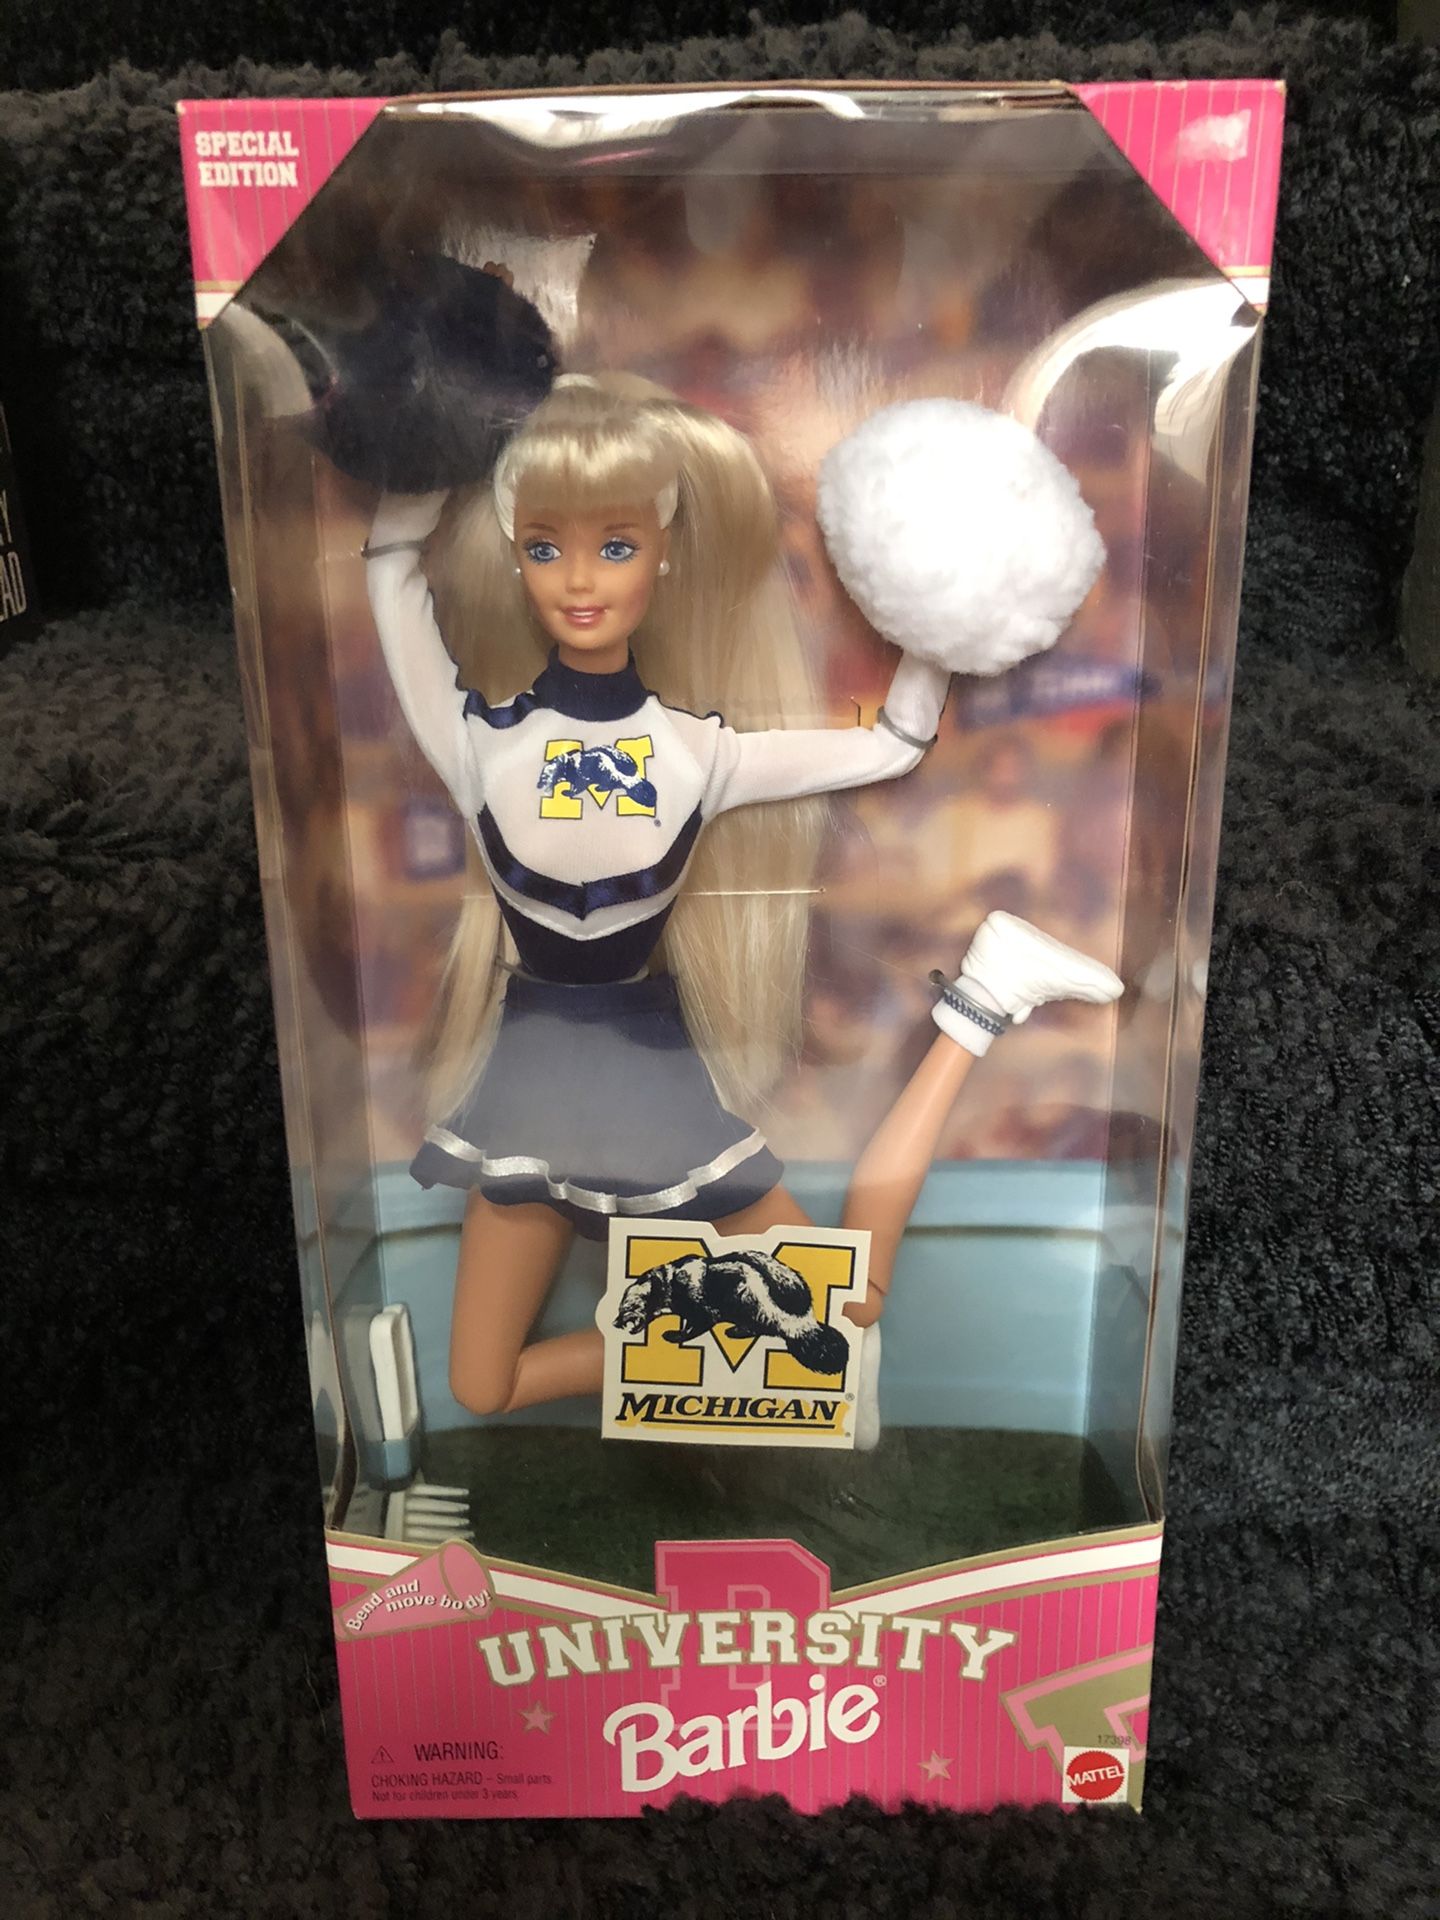 SPECIAL
EDITION
M
®
M
MICHIGAN®
Bend and
move body!
B
UNIVERSITY
Barbie®
⚠ WARNING:
CHOKING HAZARD – Small parts.
Not for children under 3 years.
17398
MATTEL